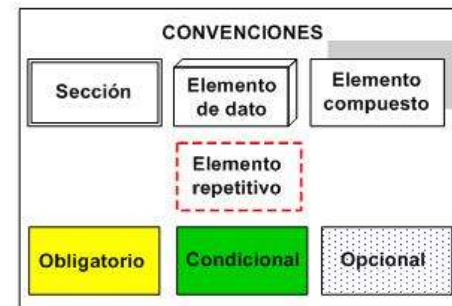 CONVENCIONES
Sección
Elemento
de dato
Elemento
compuesto
Elemento
repetitivo
Obligatorio
Condicional
Opcional